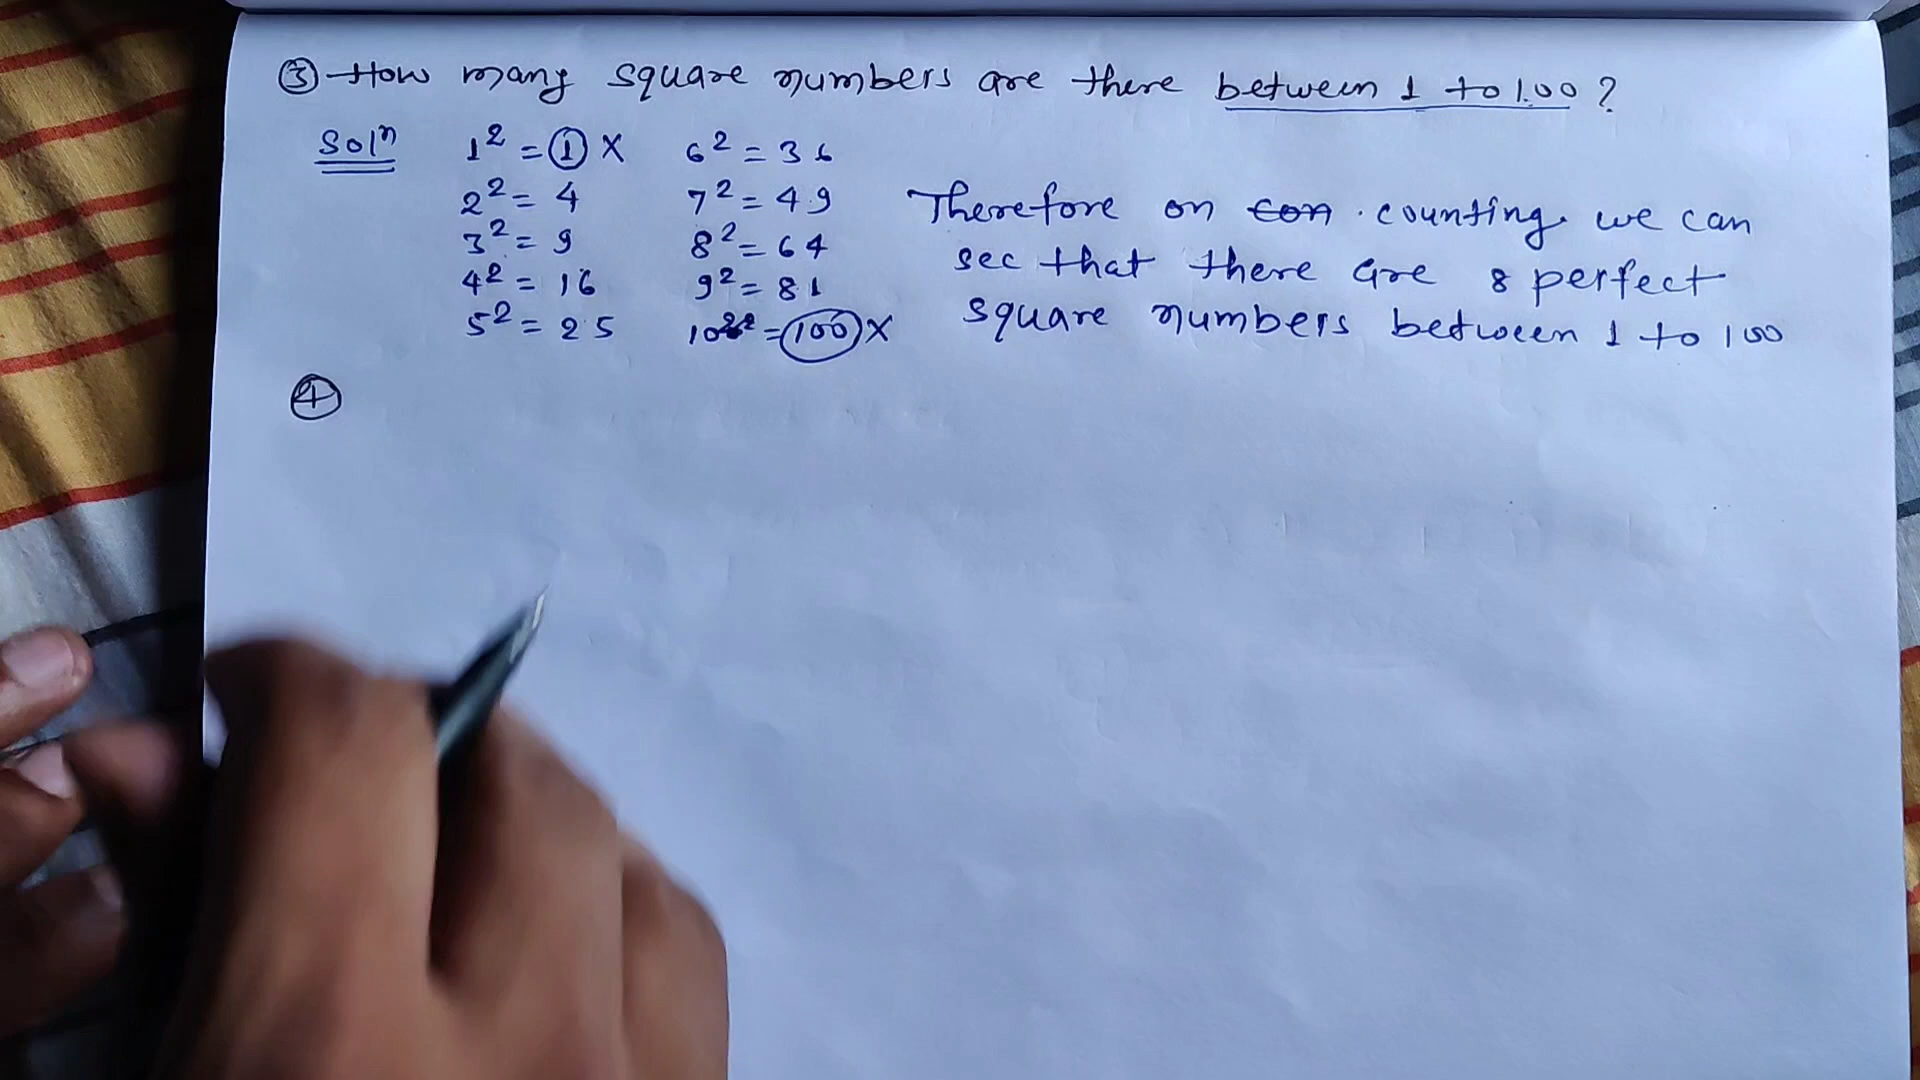 ③ How many square numbers are there between 1 to 100?
Solⁿ
1² = 1 X
2² = 4
3² = 9
4² = 16
5² = 25
6² = 36
7² = 49
8² = 64
9² = 81
10² = 100 X
Therefore on con counting we can
see that there are 8 perfect
square numbers between 1 to 100
④